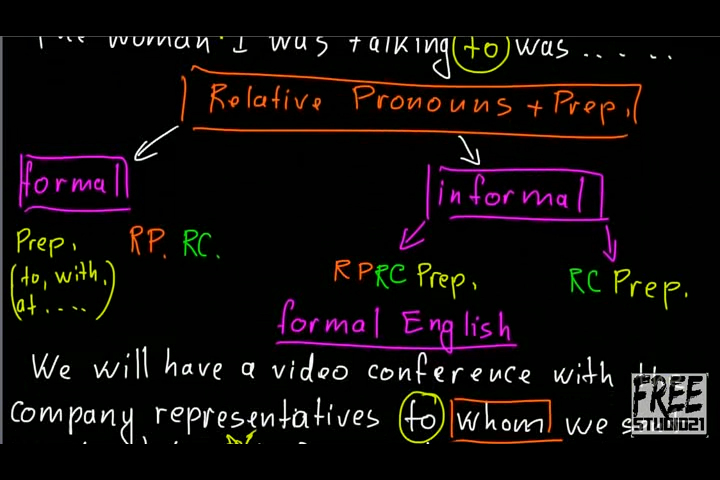 The woman I was talking to was ......
Relative Pronouns + Prep.
formal
informal
Prep. RP. RC.
(to, with,
at.....)
RP RC Prep.
RC Prep.
formal English
We will have a video conference with
company representatives to whom we
FREE
STUDIO21